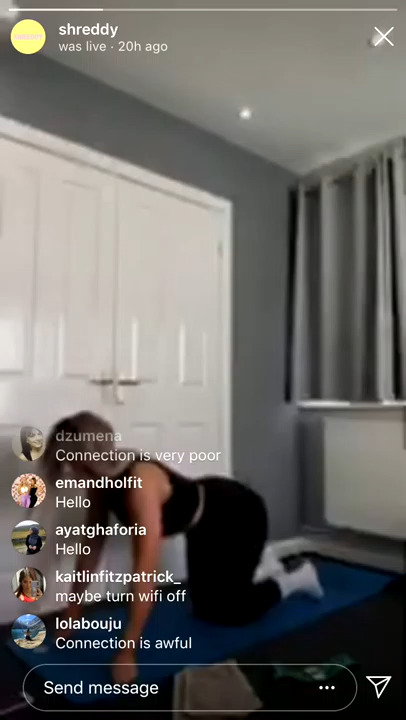 shreddy
was live · 20h ago
SHREDDY
dzumena
Connection is very poor
emandholfit
Hello
ayatghaforia
Hello
kaitlinfitzpatrick_
maybe turn wifi off
lolabouju
Connection is awful
Send message